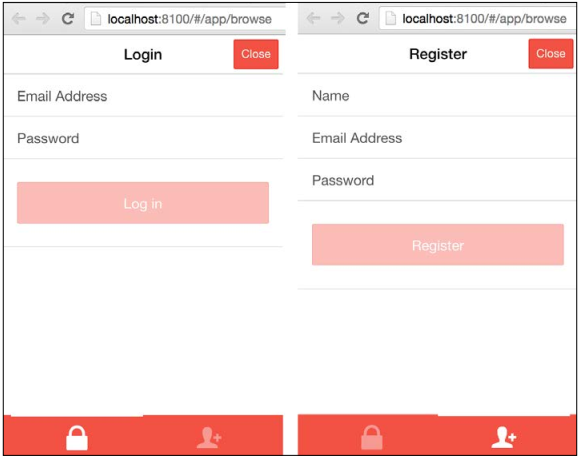 localhost:8100/#/app/browse
Login
Close
Email Address
Password
Log in
localhost:8100/#/app/browse
Register
Close
Name
Email Address
Password
Register